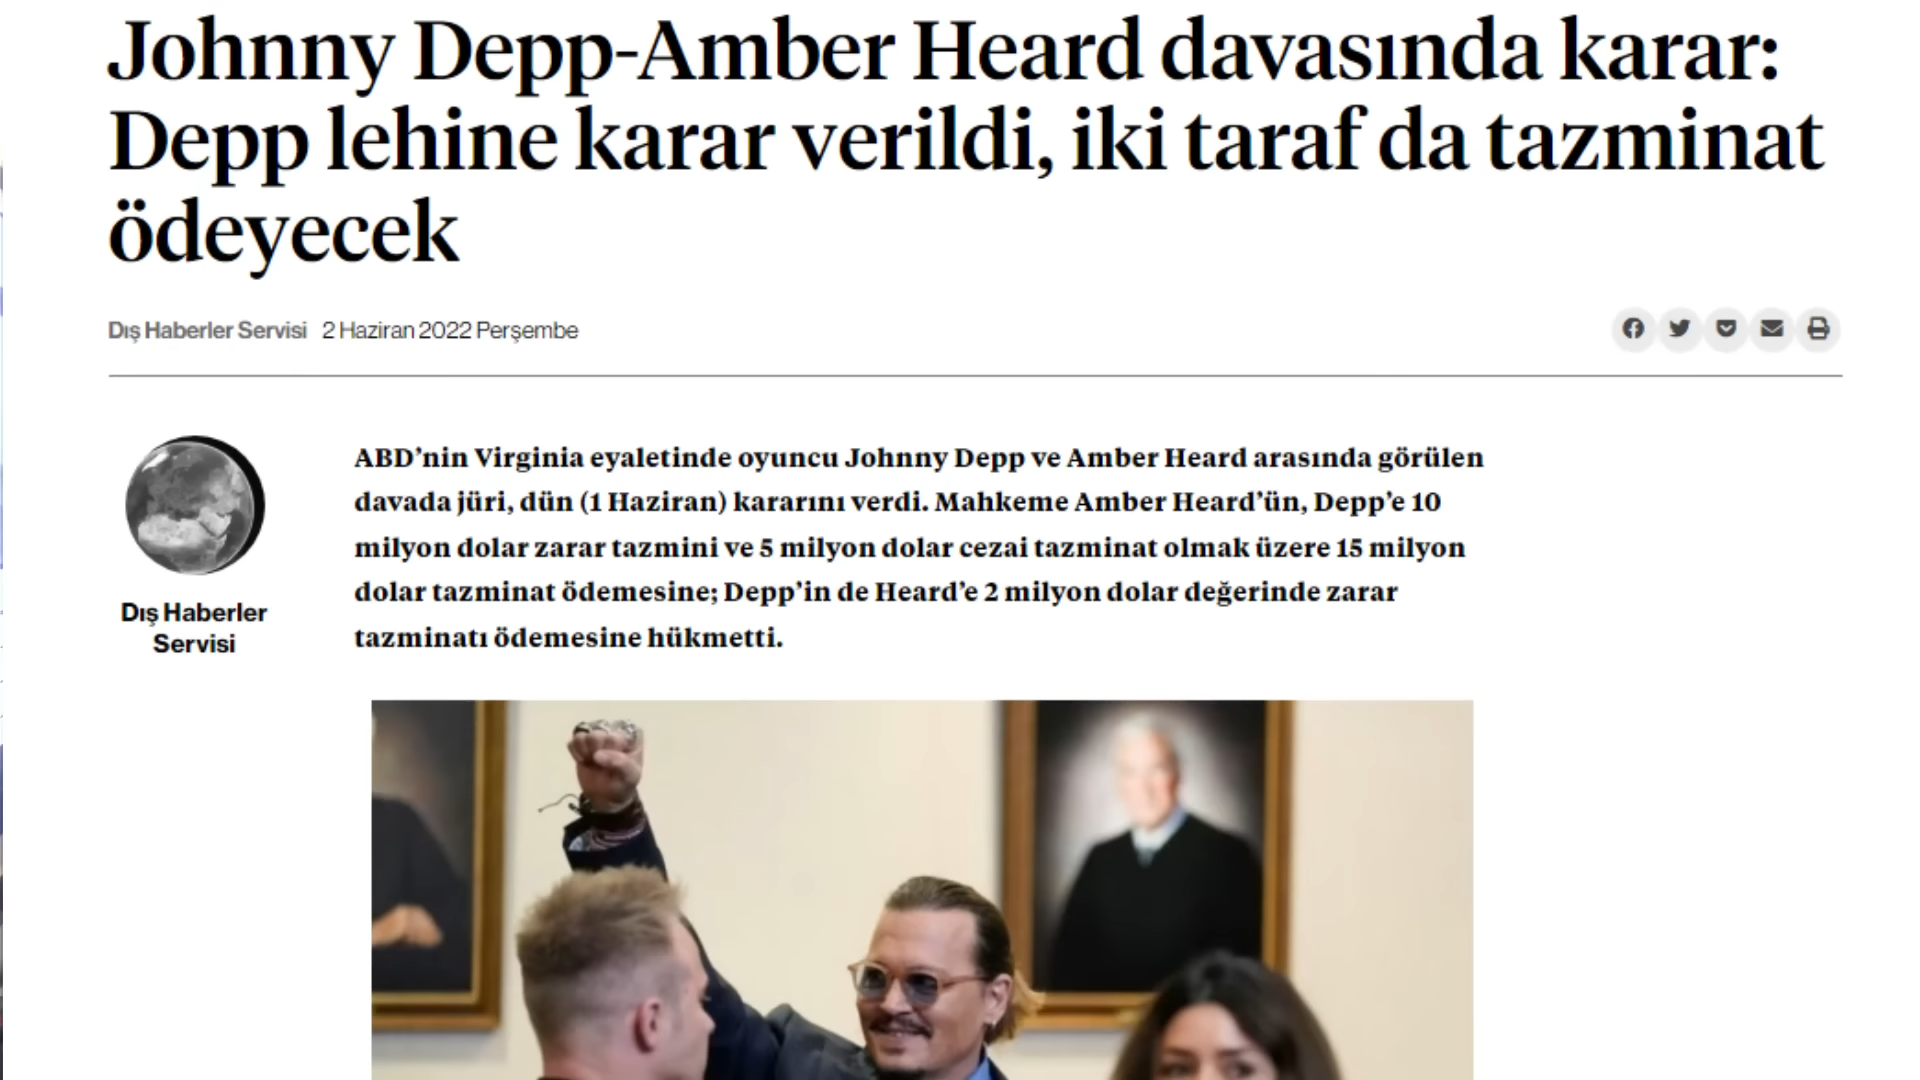 Johnny Depp-Amber Heard davasında karar:
Depp lehine karar verildi, iki taraf da tazminat
ödeyecek
Dış Haberler Servisi 2 Haziran 2022 Perşembe
Dış Haberler
Servisi
ABD’nin Virginia eyaletinde oyuncu Johnny Depp ve Amber Heard arasında görülen
davada jüri, dün (1 Haziran) kararını verdi. Mahkeme Amber Heard’ün, Depp’e 10
milyon dolar zarar tazmini ve 5 milyon dolar cezai tazminat olmak üzere 15 milyon
dolar tazminat ödemesine; Depp’in de Heard’e 2 milyon dolar değerinde zarar
tazminatı ödemesine hükmetti.